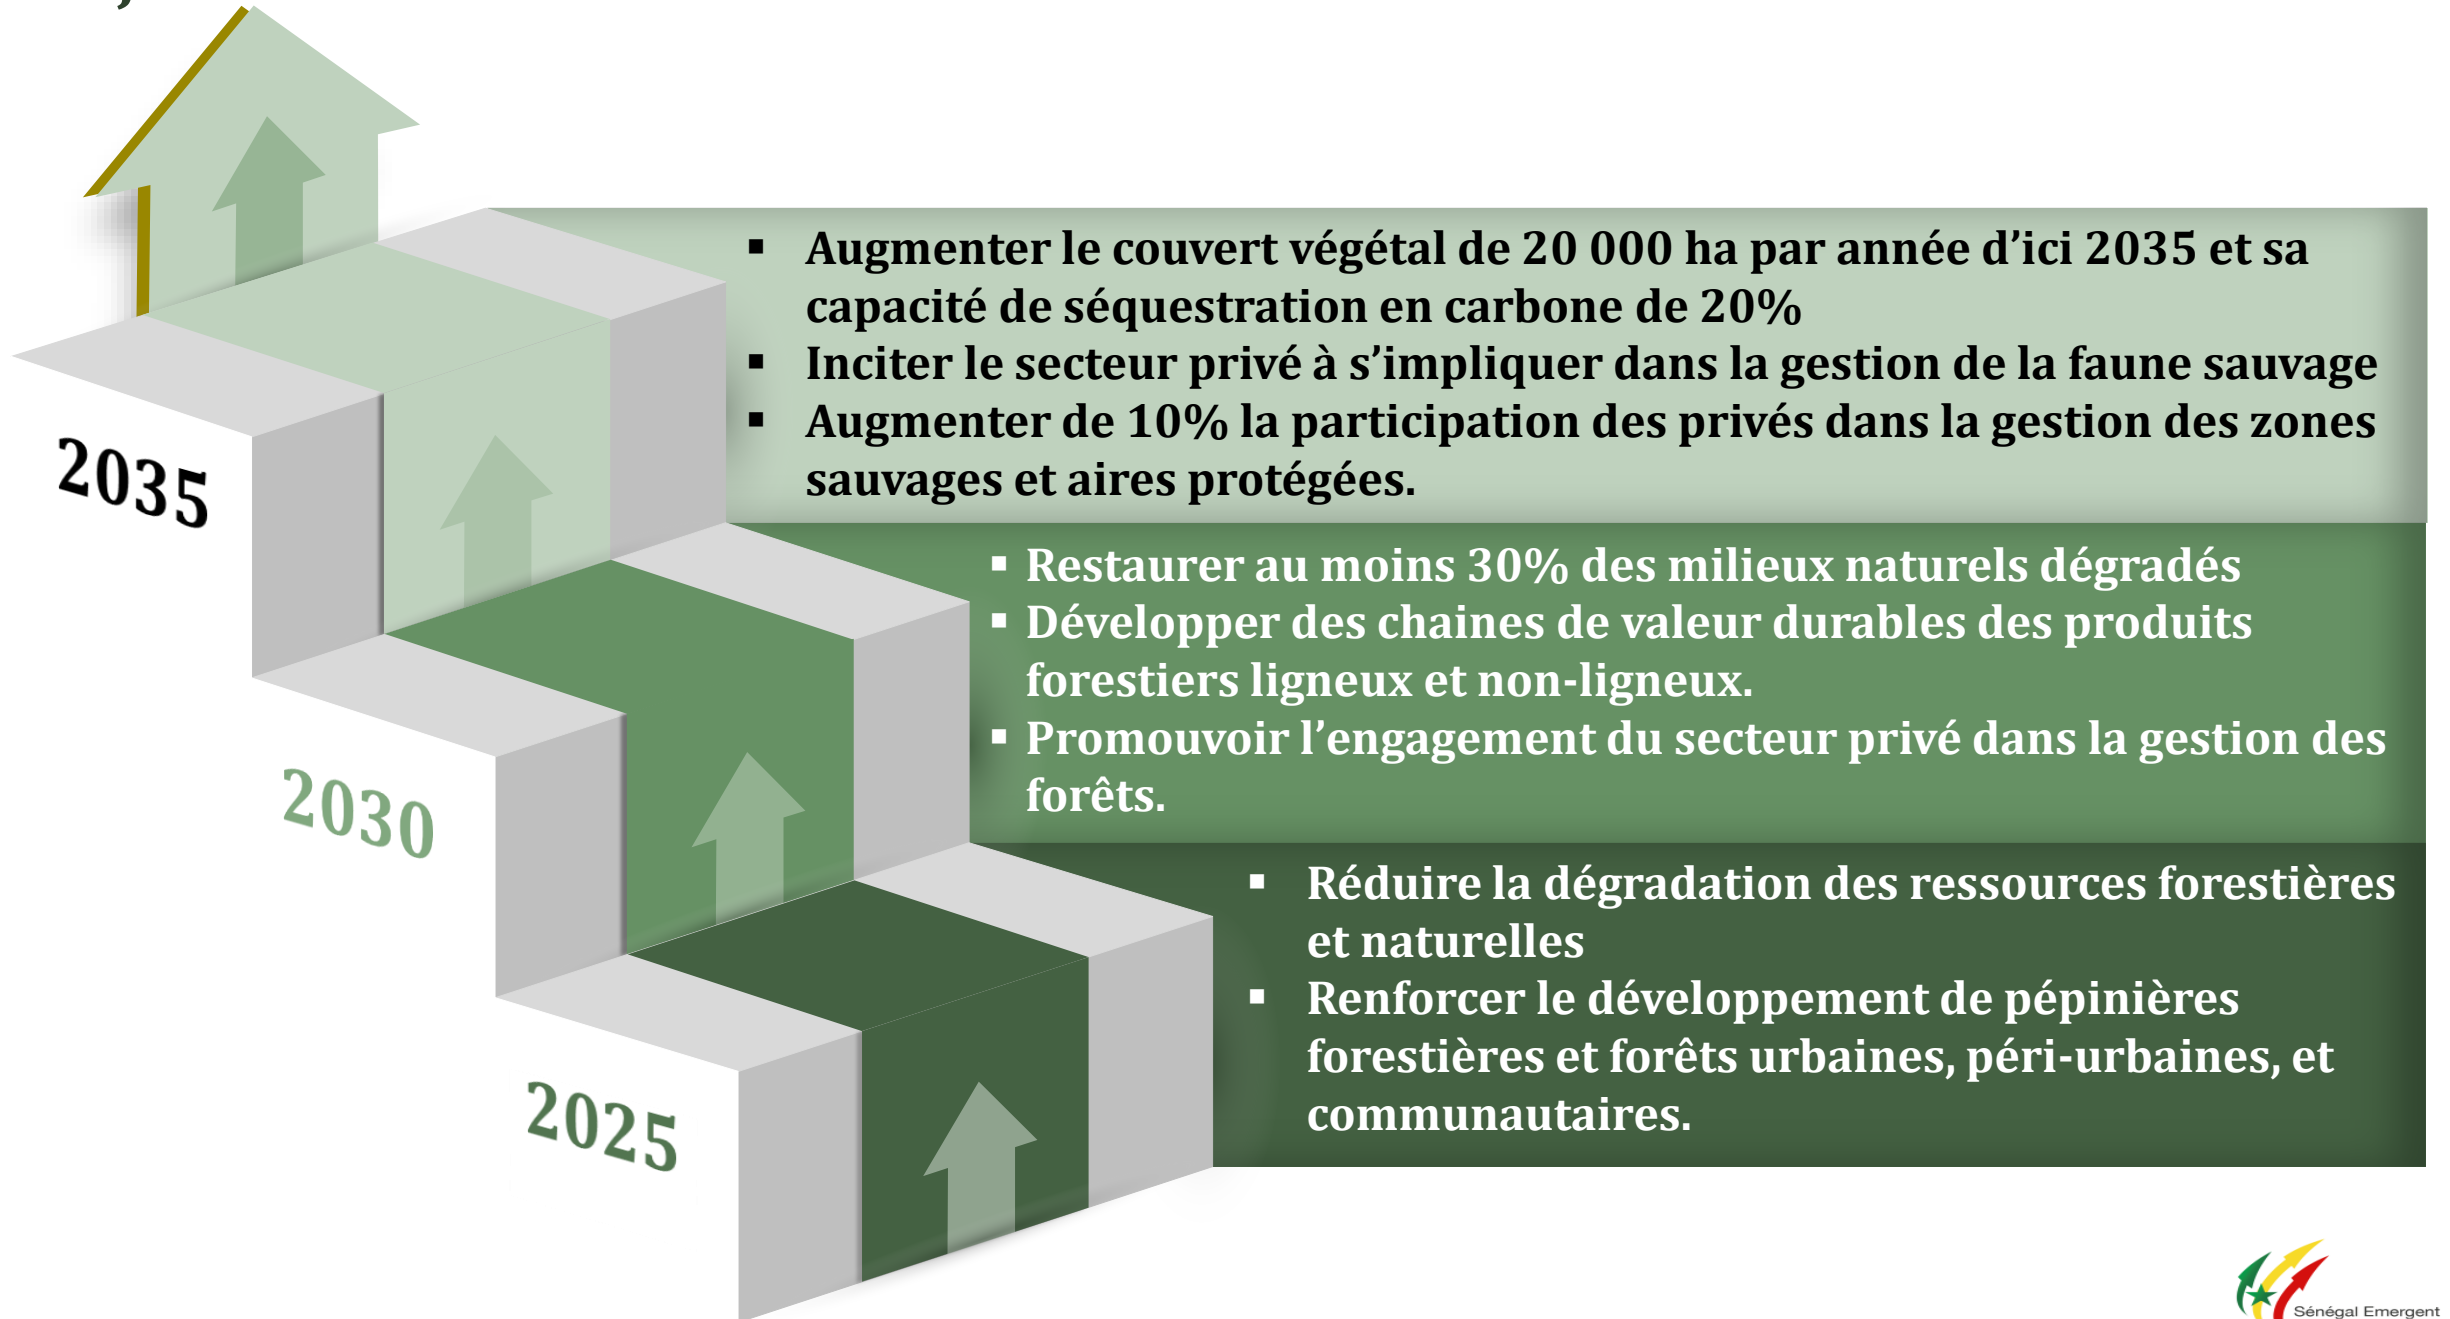 ▪ Augmenter le couvert végétal de 20 000 ha par année d’ici 2035 et sa
capacité de séquestration en carbone de 20%
▪ Inciter le secteur privé à s’impliquer dans la gestion de la faune sauvage
▪ Augmenter de 10% la participation des privés dans la gestion des zones
sauvages et aires protégées.
2035
▪ Restaurer au moins 30% des milieux naturels dégradés
▪ Développer des chaines de valeur durables des produits
forestiers ligneux et non-ligneux.
▪ Promouvoir l’engagement du secteur privé dans la gestion des
forêts.
2030
▪ Réduire la dégradation des ressources forestières
et naturelles
▪ Renforcer le développement de pépinières
forestières et forêts urbaines, péri-urbaines, et
communautaires.
2025
Sénégal Emergent